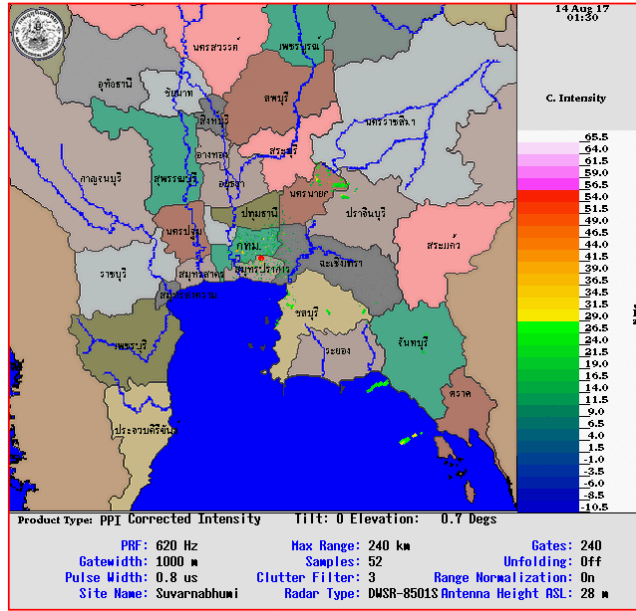 14 Aug 17
01:30
C. Intensity
65.5
64.0
61.5
59.0
56.5
54.0
51.5
49.0
46.5
44.0
41.5
39.0
36.5
34.0
31.5
29.0
26.5
24.0
21.5
19.0
16.5
14.0
11.5
9.0
6.5
4.0
1.5
-1.0
-3.5
-6.0
-8.5
-10.5
นครสวรรค์
เพชรบูรณ์
อุทัยธานี
ชัยนาท
ลพบุรี
สิงห์บุรี
นครราชสีมา
อ่างทอง
สระบุรี
กาญจนบุรี
สุพรรณบุรี
อยุธยา
นครนายก
ปราจีนบุรี
ปทุมธานี
นครปฐม
กทม.
สระแก้ว
ฉะเชิงเทรา
ราชบุรี
สมุทรสาคร
สมุทรปราการ
ชลบุรี
เพชรบุรี
ระยอง
จันทบุรี
ตราด
ประจวบคีรีขันธ์
Product Type: PPI Corrected Intensity Tilt: 0 Elevation: 0.7 Degs
PRF: 620 Hz Max Range: 240 km Gates: 240
Gatewidth: 1000 m Samples: 52 Unfolding: Off
Pulse Width: 0.8 us Clutter Filter: 3 Range Normalization: On
Site Name: Suvarnabhumi Radar Type: DWSR-8501S Antenna Height ASL: 28 m